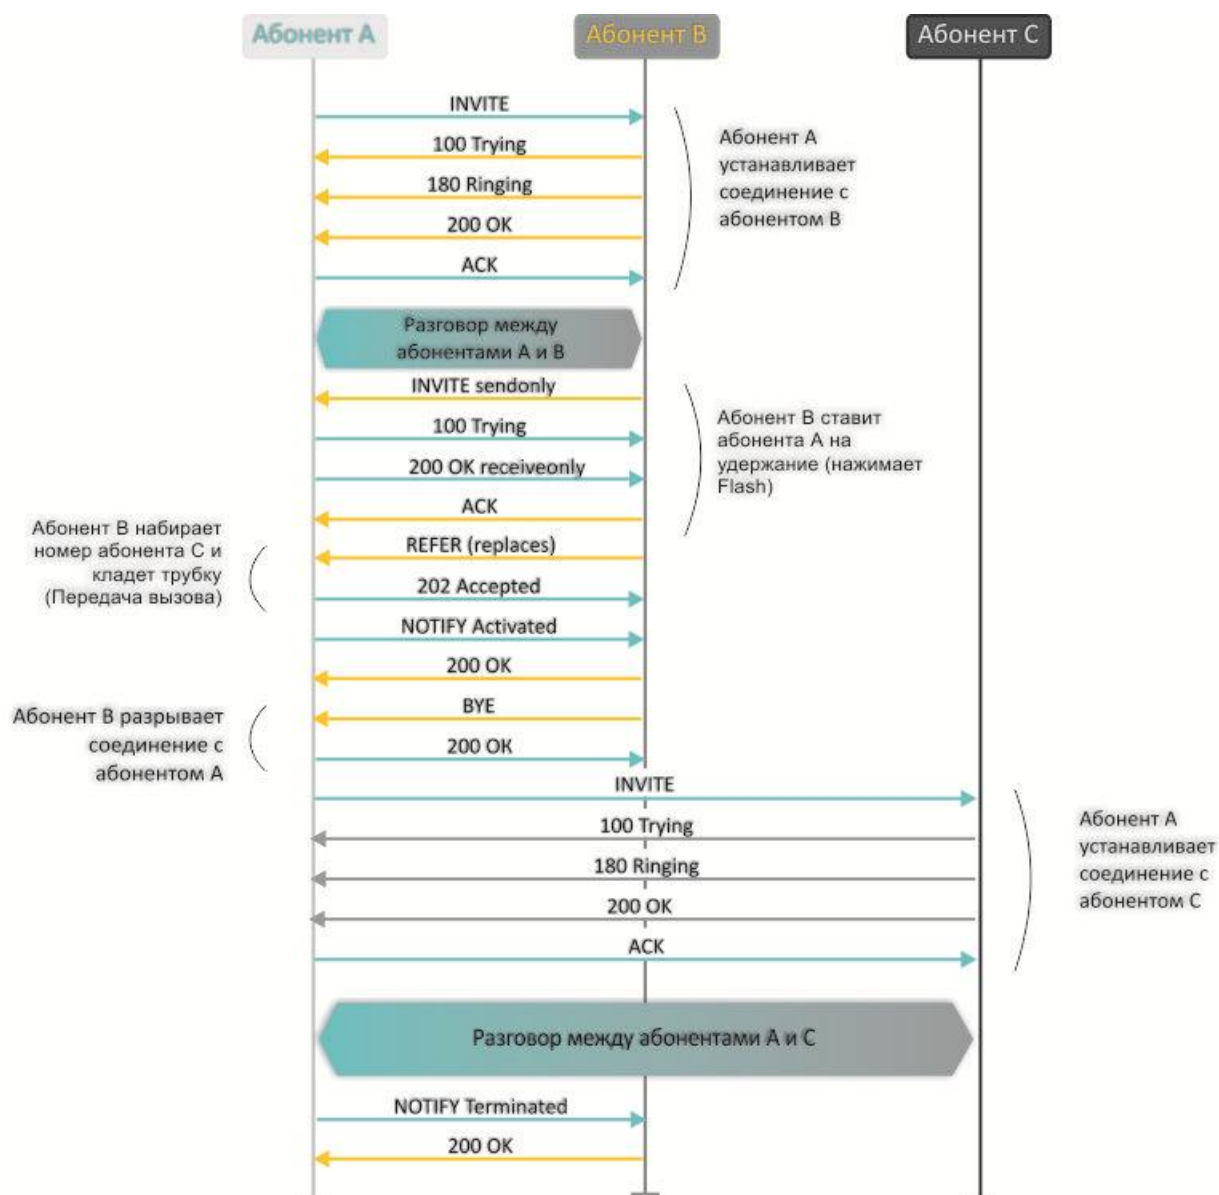 Абонент А
Абонент В
Абонент С
INVITE
100 Trying
180 Ringing
200 OK
ACK
Абонент А
устанавливает
соединение с
абонентом В
Разговор между
абонентами А и В
INVITE sendonly
100 Trying
200 OK receiveonly
ACK
Абонент В ставит
абонента А на
удержание (нажимает
Flash)
Абонент В набирает
номер абонента С и
кладет трубку
(Передача вызова)
REFER (replaces)
202 Accepted
NOTIFY Activated
200 OK
Абонент В разрывает
соединение с
абонентом А
BYE
200 OK
INVITE
100 Trying
180 Ringing
200 OK
ACK
Абонент А
устанавливает
соединение с
абонентом С
Разговор между абонентами А и С
NOTIFY Terminated
200 OK